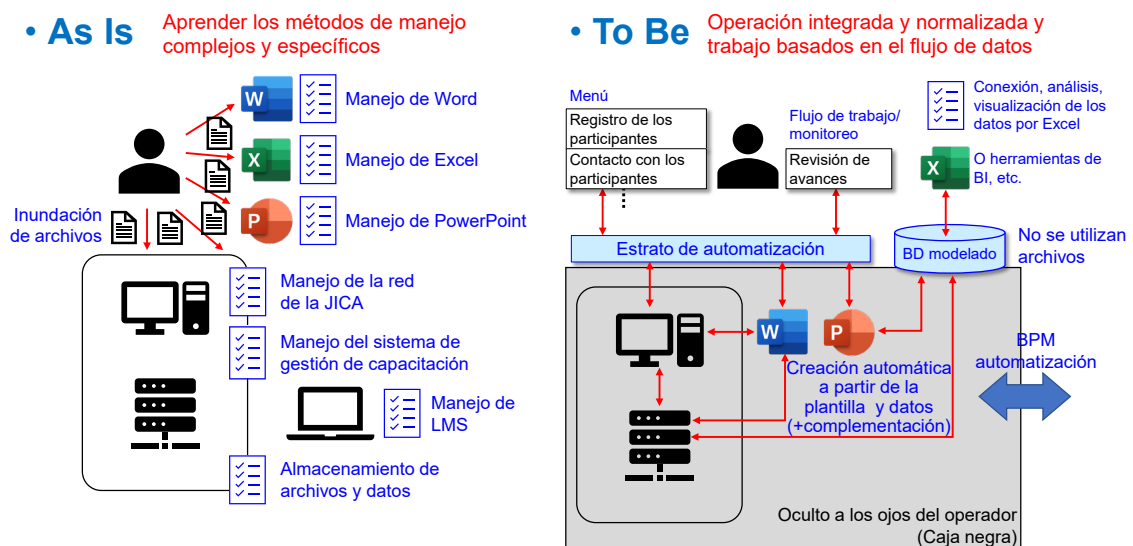 • As Is
Aprender los métodos de manejo
complejos y específicos
W
Manejo de Word
X
Manejo de Excel
P
Manejo de PowerPoint
Inundación
de archivos
Manejo de la red
de la JICA
Manejo del sistema de
gestión de capacitación
Manejo de
LMS
Almacenamiento de
archivos y datos
• To Be
Operación integrada y normalizada y
trabajo basados en el flujo de datos
Menú
Registro de los
participantes
Contacto con los
participantes
Flujo de trabajo/
monitoreo
Revisión de
avances
Conexión, análisis,
visualización de los
datos por Excel
X
O herramientas de
BI, etc.
Estrato de automatización
BD modelado
No se utilizan
archivos
W
P
Creación automática
a partir de la
plantilla y datos
(+complementación)
BPM
automatización
Oculto a los ojos del operador
(Caja negra)